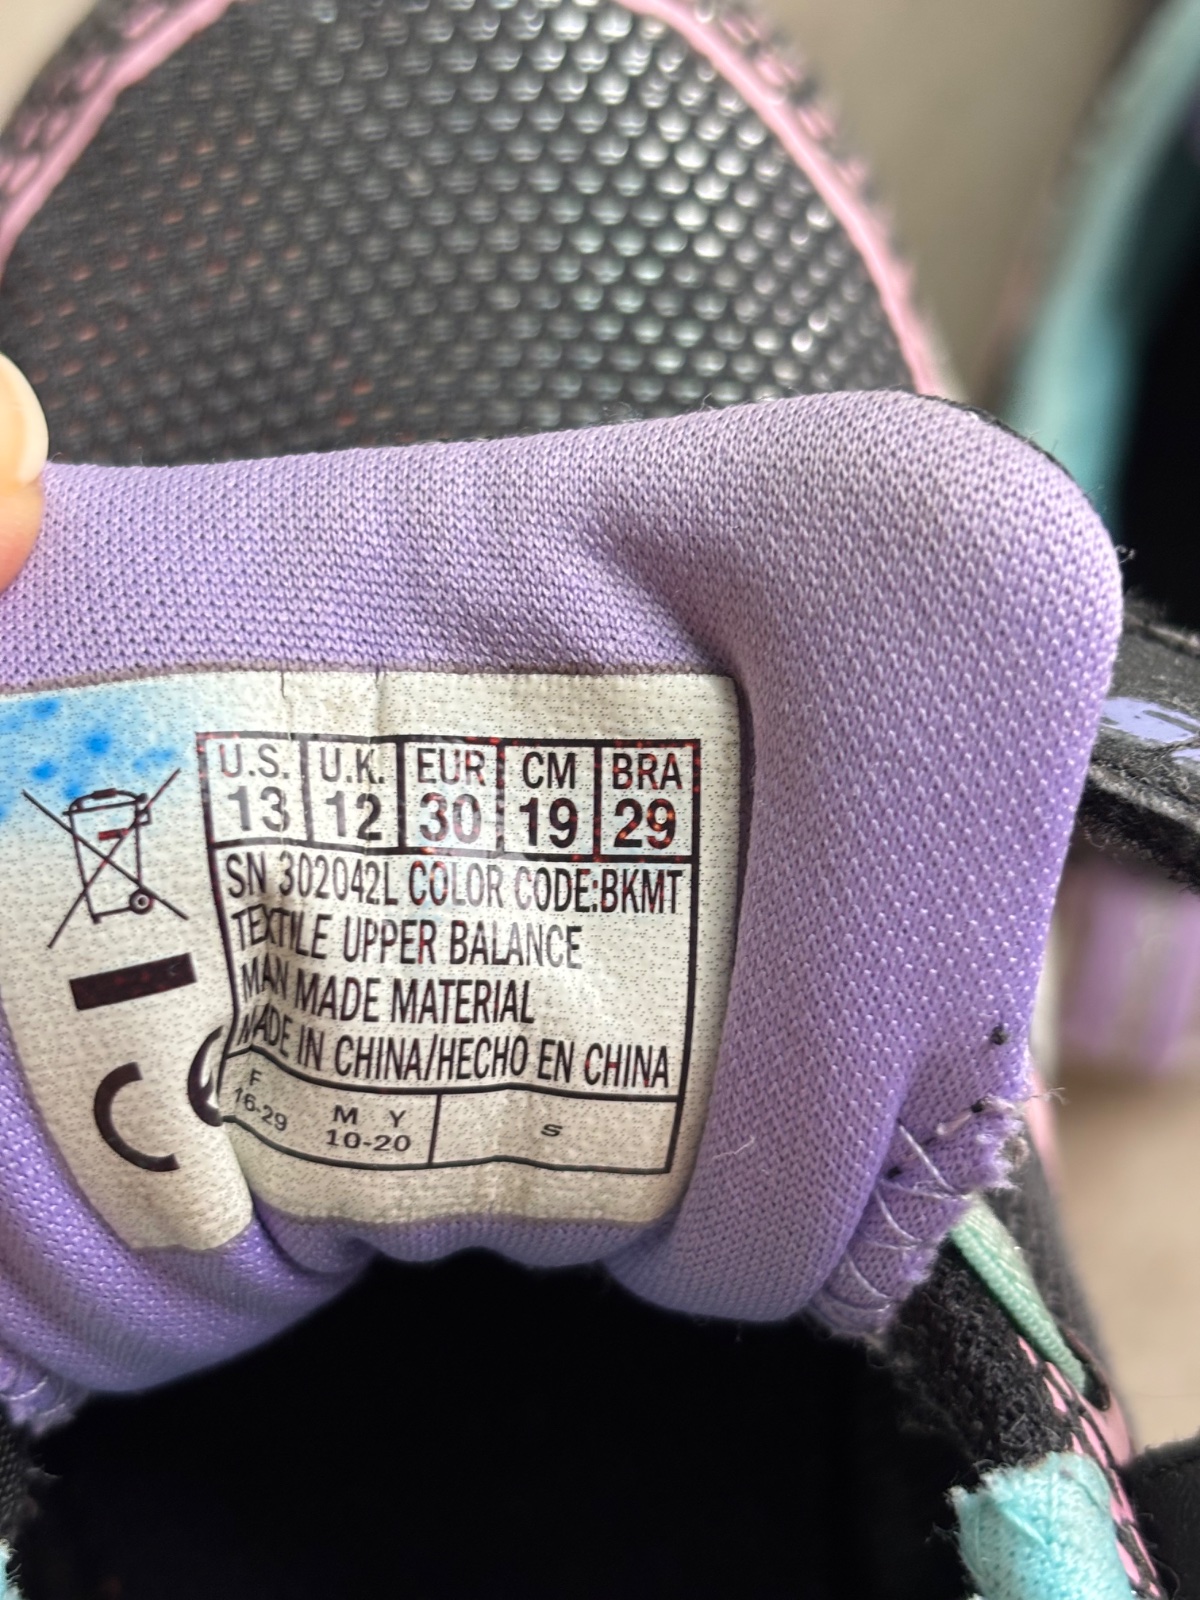 U.S. U.K. EUR CM BRA
13 12 30 19 29
SN 302042L COLOR CODE:BKMT
TEXTILE UPPER BALANCE
MAN MADE MATERIAL
MADE IN CHINA/HECHO EN CHINA
F M Y
16-29 10-20 S
CE